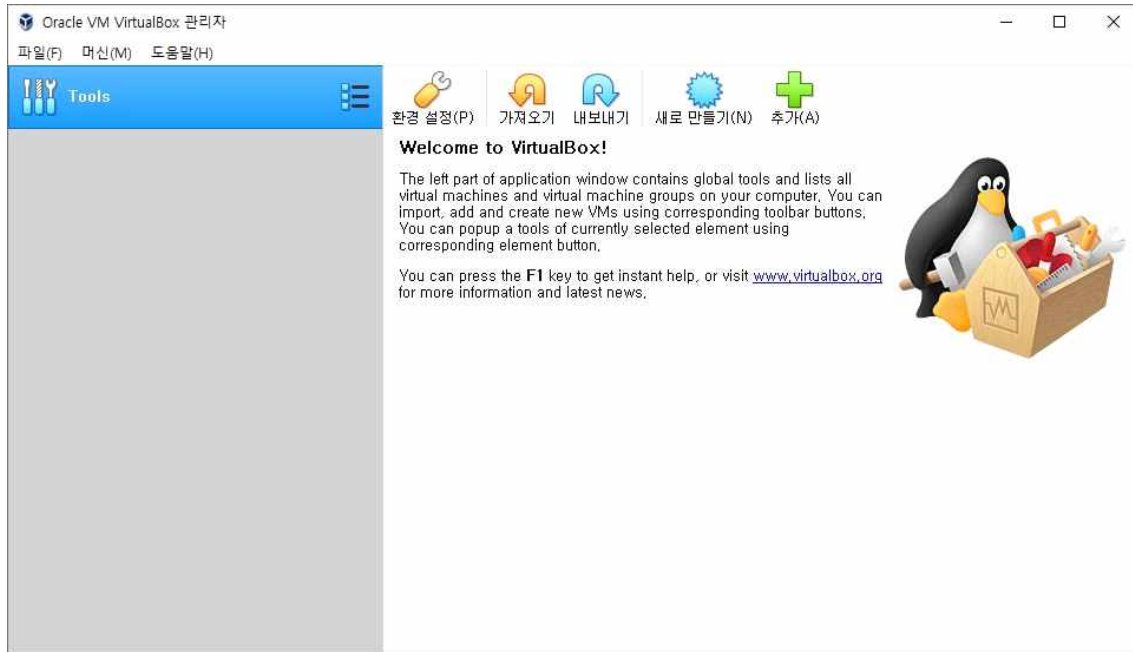 Oracle VM VirtualBox 관리자
파일(F) 머신(M) 도움말(H)
Tools
환경 설정(P) 가져오기 내보내기 새로 만들기(N) 추가(A)
Welcome to VirtualBox!
The left part of application window contains global tools and lists all
virtual machines and virtual machine groups on your computer. You can
import, add and create new VMs using corresponding toolbar buttons.
You can popup a tools of currently selected element using
corresponding element button.
You can press the F1 key to get instant help, or visit www.virtualbox.org
for more information and latest news.